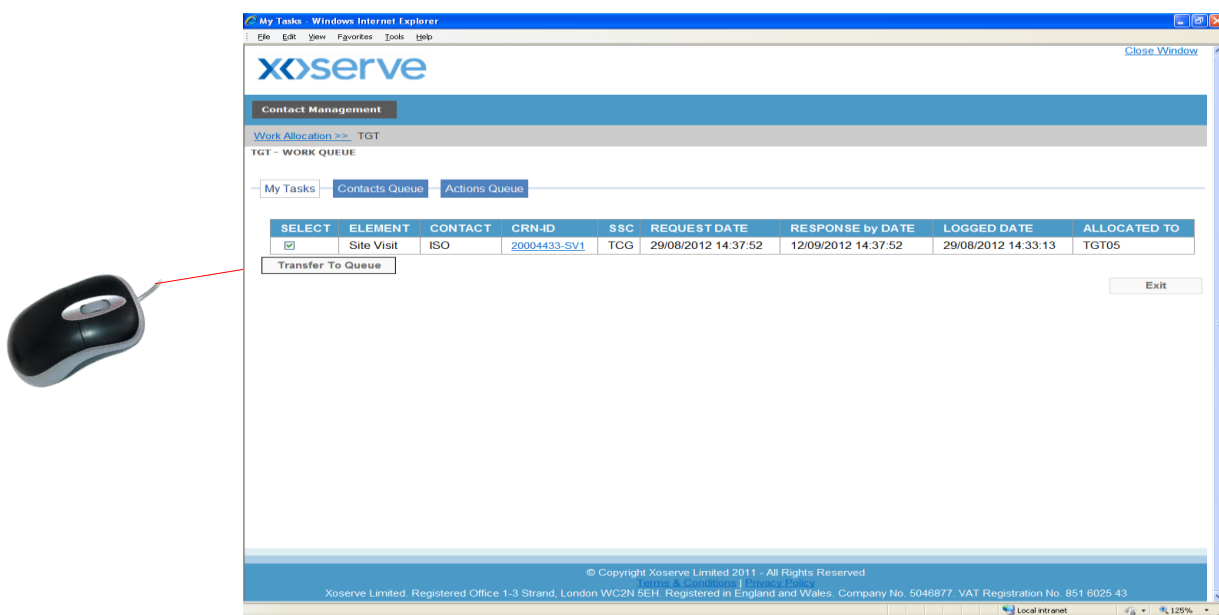 My Tasks - Windows Internet Explorer
File Edit View Favorites Tools Help
Close Window
xoserve
Contact Management
Work Allocation >> TGT
TGT - WORK QUEUE
My Tasks Contacts Queue Actions Queue
SELECT ELEMENT CONTACT CRN-ID SSC REQUEST DATE RESPONSE by DATE LOGGED DATE ALLOCATED TO
Site Visit ISO 20004433-SV1 TCG 29/08/2012 14:37:52 12/09/2012 14:37:52 29/08/2012 14:33:13 TGT05
Transfer To Queue
Exit
© Copyright Xoserve Limited 2011 - All Rights Reserved
Terms & Conditions | Privacy Policy
Xoserve Limited. Registered Office 1-3 Strand, London WC2N 5EH. Registered in England and Wales. Company No. 5046877. VAT Registration No. 851 6025 43
Local intranet 125%